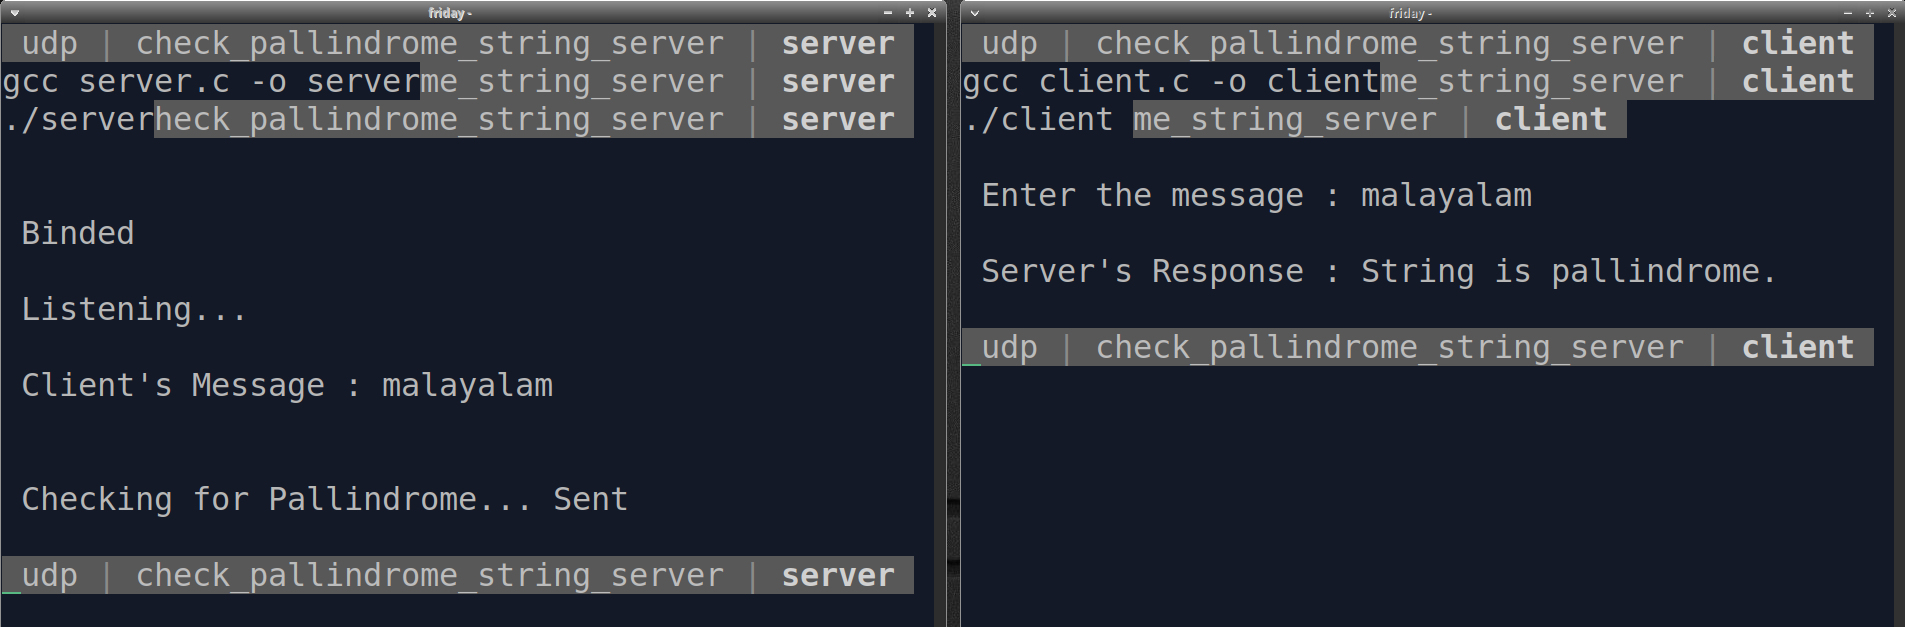 friday -
udp | check_pallindrome_string_server | server
gcc server.c -o serverme_string_server | server
./serverheck_pallindrome_string_server | server
Binded
Listening...
Client's Message : malayalam
Checking for Pallindrome... Sent
udp | check_pallindrome_string_server | server
friday -
udp | check_pallindrome_string_server | client
gcc client.c -o clientme_string_server | client
./client me_string_server | client
Enter the message : malayalam
Server's Response : String is pallindrome.
udp | check_pallindrome_string_server | client